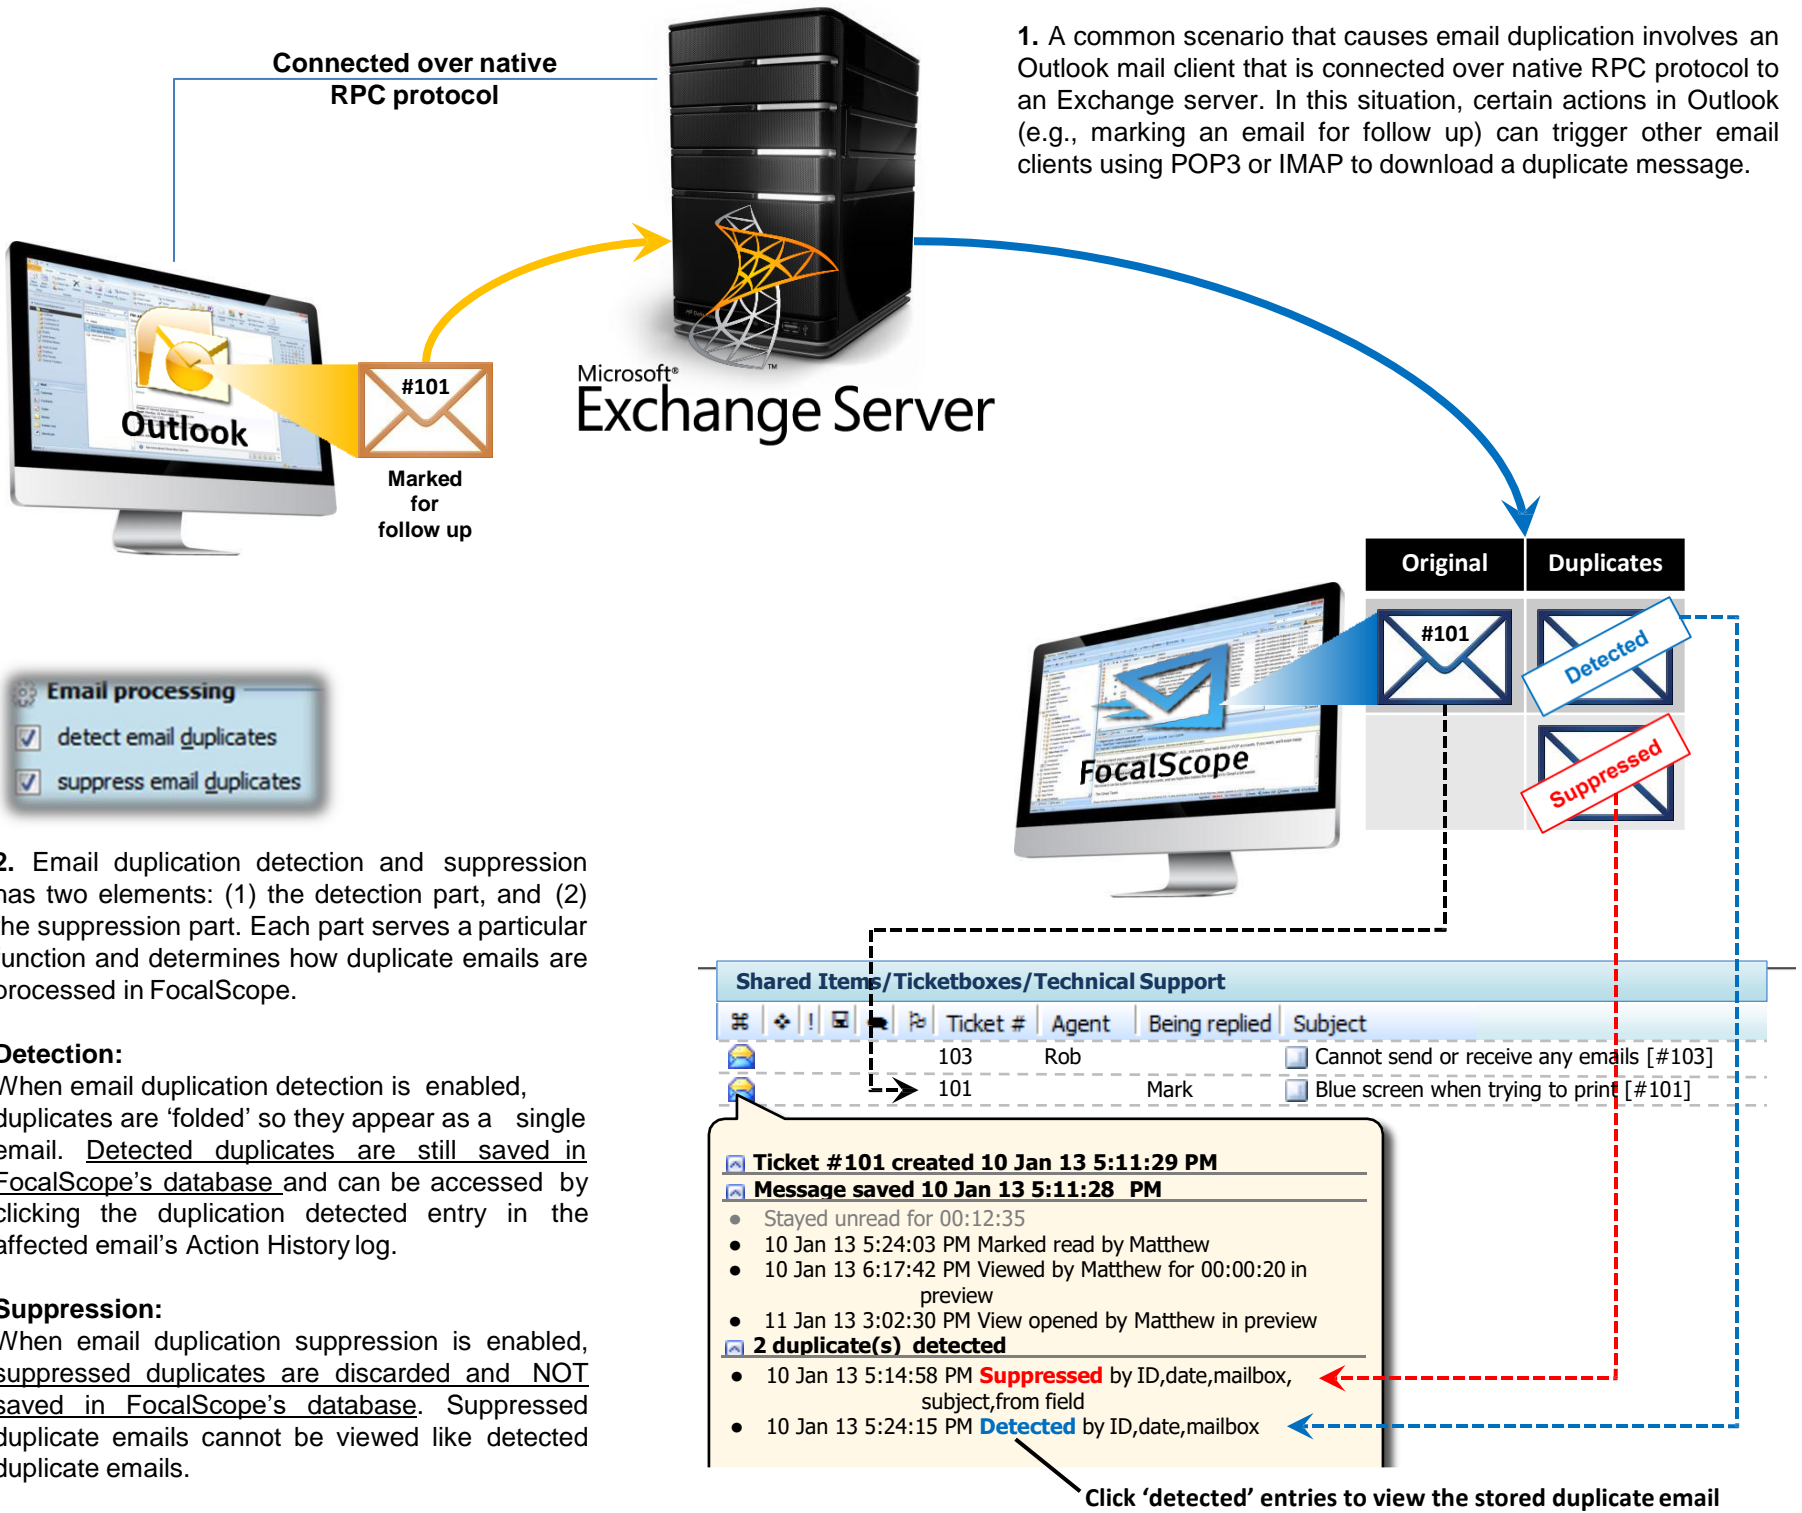 Connected over native
RPC protocol
1. A common scenario that causes email duplication involves an
Outlook mail client that is connected over native RPC protocol to
an Exchange server. In this situation, certain actions in Outlook
(e.g., marking an email for follow up) can trigger other email
clients using POP3 or IMAP to download a duplicate message.
Outlook
#101
Marked
for
follow up
Microsoft®
Exchange Server™
Original
Duplicates
#101
Detected
Suppressed
FocalScope
Email processing
detect email duplicates
suppress email duplicates
2. Email duplication detection and suppression
has two elements: (1) the detection part, and (2)
the suppression part. Each part serves a particular
function and determines how duplicate emails are
processed in FocalScope.
Detection:
When email duplication detection is enabled,
duplicates are ‘folded’ so they appear as a single
email. Detected duplicates are still saved in
FocalScope’s database and can be accessed by
clicking the duplication detected entry in the
affected email’s Action History log.
Suppression:
When email duplication suppression is enabled,
suppressed duplicates are discarded and NOT
saved in FocalScope’s database. Suppressed
duplicate emails cannot be viewed like detected
duplicate emails.
Shared Items/Ticketboxes/Technical Support
! Ticket # Agent Being replied Subject
103 Rob Cannot send or receive any emails [#103]
101 Mark Blue screen when trying to print [#101]
Ticket #101 created 10 Jan 13 5:11:29 PM
Message saved 10 Jan 13 5:11:28 PM
● Stayed unread for 00:12:35
● 10 Jan 13 5:24:03 PM Marked read by Matthew
● 10 Jan 13 6:17:42 PM Viewed by Matthew for 00:00:20 in
preview
● 11 Jan 13 3:02:30 PM View opened by Matthew in preview
2 duplicate(s) detected
● 10 Jan 13 5:14:58 PM Suppressed by ID,date,mailbox,
subject,from field
● 10 Jan 13 5:24:15 PM Detected by ID,date,mailbox
Click ‘detected’ entries to view the stored duplicate email